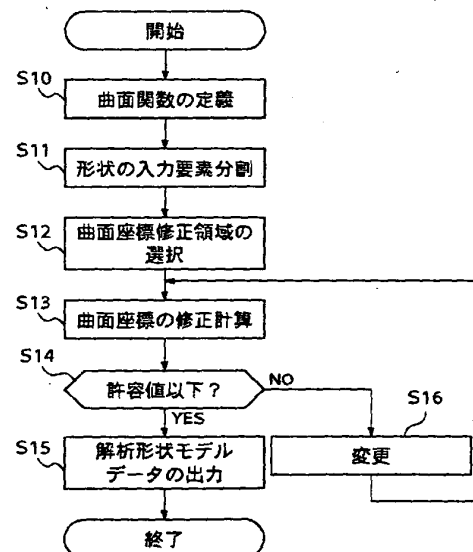 開始
S10
曲面関数の定義
S11
形状の入力要素分割
S12
曲面座標修正領域の
選択
S13
曲面座標の修正計算
S14
許容値以下?
NO
YES
S15
解析形状モデル
データの出力
S16
変更
終了